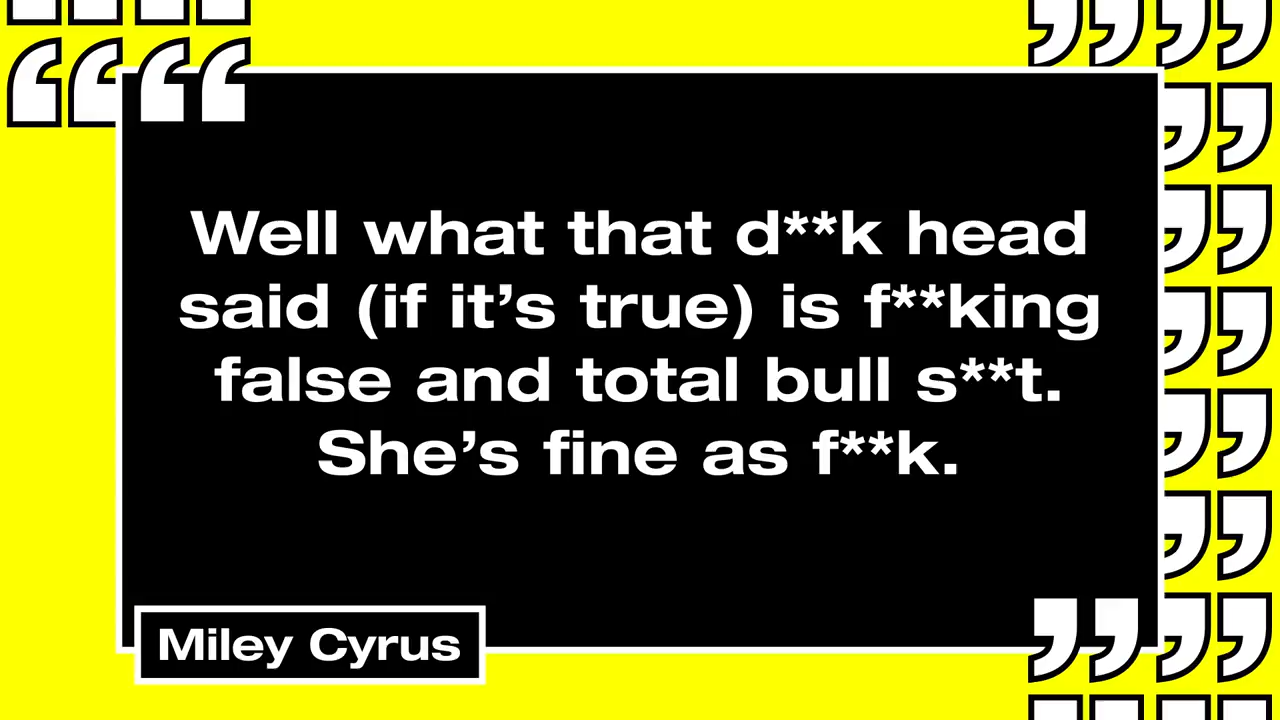 Well what that d**k head
said (if it’s true) is f**king
false and total bull s**t.
She’s fine as f**k.
Miley Cyrus